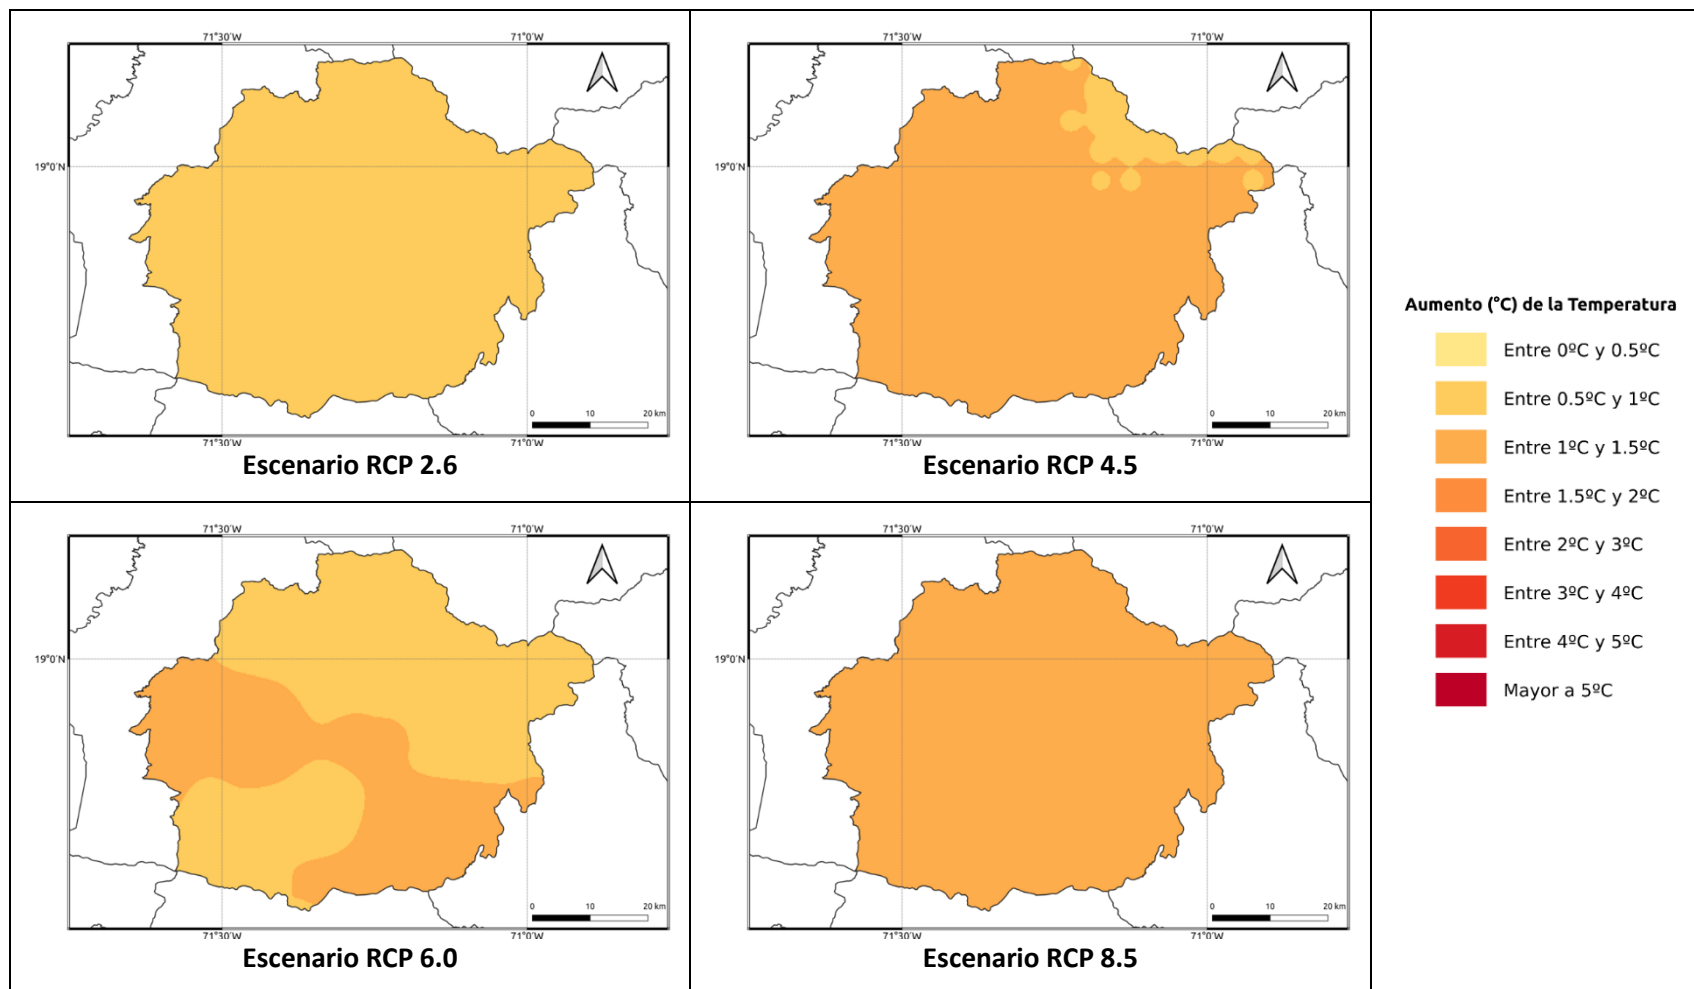 71°30'W 71°0'W
19°0'N
0 10 20 km
71°30'W 71°0'W
Escenario RCP 2.6
71°30'W 71°0'W
19°0'N
0 10 20 km
71°30'W 71°0'W
Escenario RCP 4.5
71°30'W 71°0'W
19°0'N
0 10 20 km
71°30'W 71°0'W
Escenario RCP 6.0
71°30'W 71°0'W
19°0'N
0 10 20 km
71°30'W 71°0'W
Escenario RCP 8.5
Aumento (°C) de la Temperatura
Entre 0ºC y 0.5ºC
Entre 0.5ºC y 1ºC
Entre 1ºC y 1.5ºC
Entre 1.5ºC y 2ºC
Entre 2ºC y 3ºC
Entre 3ºC y 4ºC
Entre 4ºC y 5ºC
Mayor a 5ºC